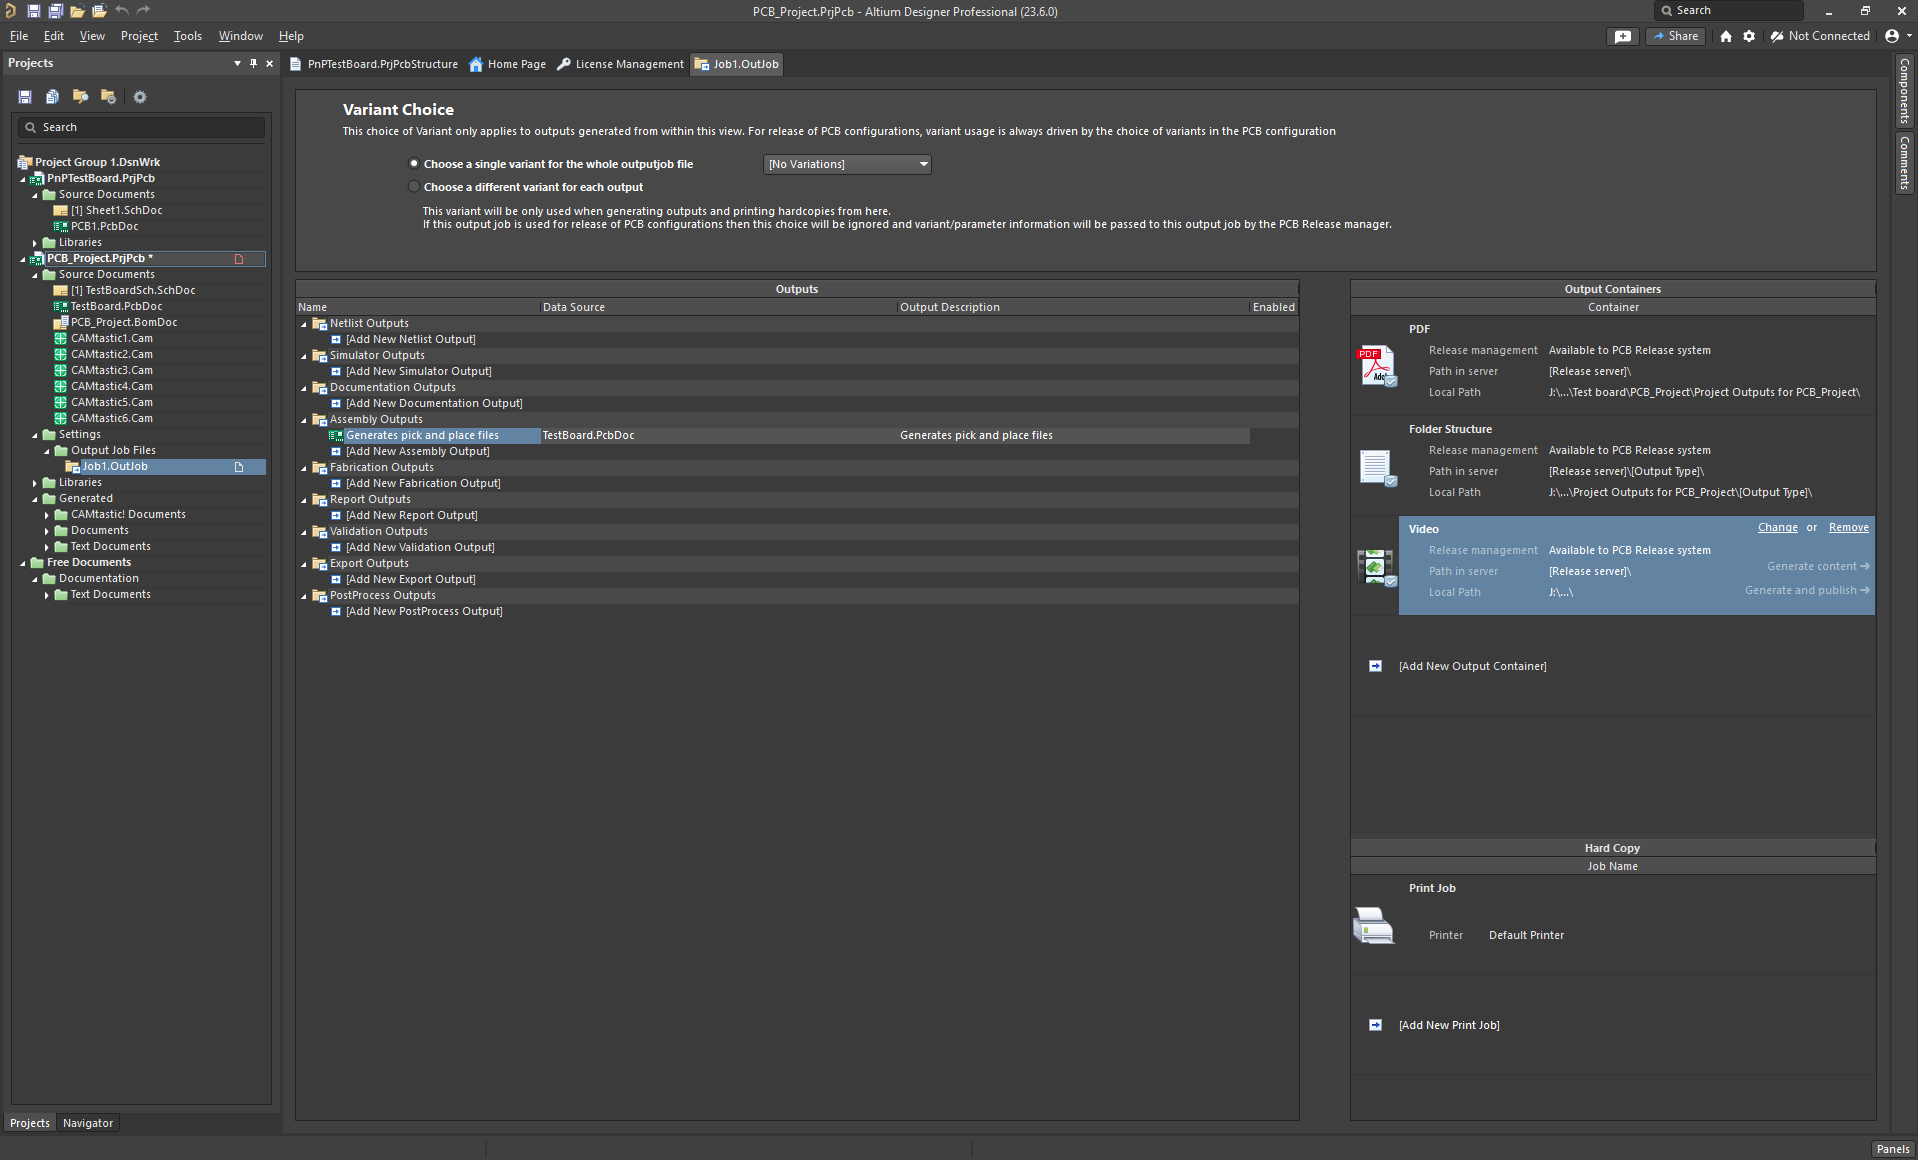 PCB_Project.PrjPcb - Altium Designer Professional (23.6.0)
Search
File Edit View Project Tools Window Help
Share
Not Connected
Projects
PnPTestBoard.PrjPcbStructure
Home Page
License Management
Job1.OutJob
Search
Project Group 1.DsnWrk
PnPTestBoard.PrjPcb
Source Documents
[1] Sheet1.SchDoc
PCB1.PcbDoc
Libraries
PCB_Project.PrjPcb *
Source Documents
[1] TestBoardSch.SchDoc
TestBoard.PcbDoc
PCB_Project.BomDoc
CAMtastic1.Cam
CAMtastic2.Cam
CAMtastic3.Cam
CAMtastic4.Cam
CAMtastic5.Cam
CAMtastic6.Cam
Settings
Output Job Files
Job1.OutJob
Libraries
Generated
CAMtastic! Documents
Documents
Text Documents
Free Documents
Documentation
Text Documents
Projects
Navigator
Variant Choice
This choice of Variant only applies to outputs generated from within this view. For release of PCB configurations, variant usage is always driven by the choice of variants in the PCB configuration
Choose a single variant for the whole outputjob file
[No Variations]
Choose a different variant for each output
This variant will be only used when generating outputs and printing hardcopies from here.
If this output job is used for release of PCB configurations then this choice will be ignored and variant/parameter information will be passed to this output job by the PCB Release manager.
Outputs
Name Data Source Output Description Enabled
Netlist Outputs
[Add New Netlist Output]
Simulator Outputs
[Add New Simulator Output]
Documentation Outputs
[Add New Documentation Output]
Assembly Outputs
Generates pick and place files TestBoard.PcbDoc Generates pick and place files
[Add New Assembly Output]
Fabrication Outputs
[Add New Fabrication Output]
Report Outputs
[Add New Report Output]
Validation Outputs
[Add New Validation Output]
Export Outputs
[Add New Export Output]
PostProcess Outputs
[Add New PostProcess Output]
Output Containers
Container
PDF
PDF
Adob
Release management Available to PCB Release system
Path in server [Release server]\
Local Path J:\...\Test board\PCB_Project\Project Outputs for PCB_Project\
Folder Structure
Release management Available to PCB Release system
Path in server [Release server]\[Output Type]\
Local Path J:\...\Project Outputs for PCB_Project\[Output Type]\
Video Change or Remove
Release management Available to PCB Release system
Path in server [Release server]\ Generate content
Local Path J:\...\ Generate and publish
[Add New Output Container]
Hard Copy
Job Name
Print Job
Printer Default Printer
[Add New Print Job]
Components
Comments
Panels